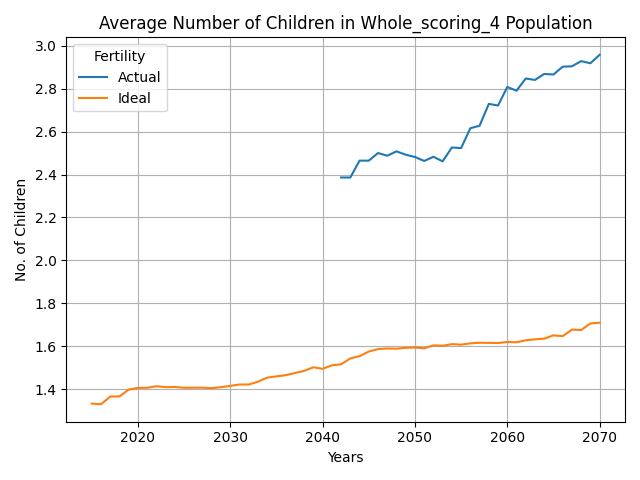 Average Number of Children in Whole_scoring_4 Population
3.0
2.8
2.6
2.4
2.2
2.0
1.8
1.6
1.4
No. of Children
Fertility
Actual
Ideal
2020 2030 2040 2050 2060 2070
Years